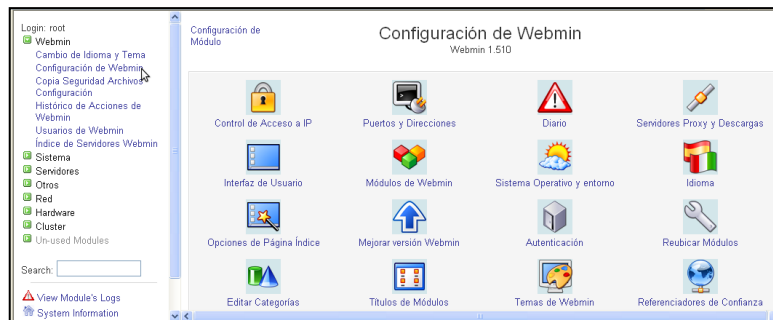 Login: root
Webmin
Cambio de Idioma y Tema
Configuración de Webmin
Copia Seguridad Archivos
Configuración
Histórico de Acciones de
Webmin
Usuarios de Webmin
Índice de Servidores Webmin
Sistema
Servidores
Otros
Red
Hardware
Cluster
Un-used Modules
Search:
View Module's Logs
System Information
Configuración de
Módulo
Configuración de Webmin
Webmin 1.510
Control de Acceso a IP
Puertos y Direcciones
Diario
Servidores Proxy y Descargas
Interfaz de Usuario
Módulos de Webmin
Sistema Operativo y entorno
Idioma
Opciones de Página Índice
Mejorar versión Webmin
Autenticación
Reubicar Módulos
Editar Categorías
Títulos de Módulos
Temas de Webmin
Referenciadores de Confianza